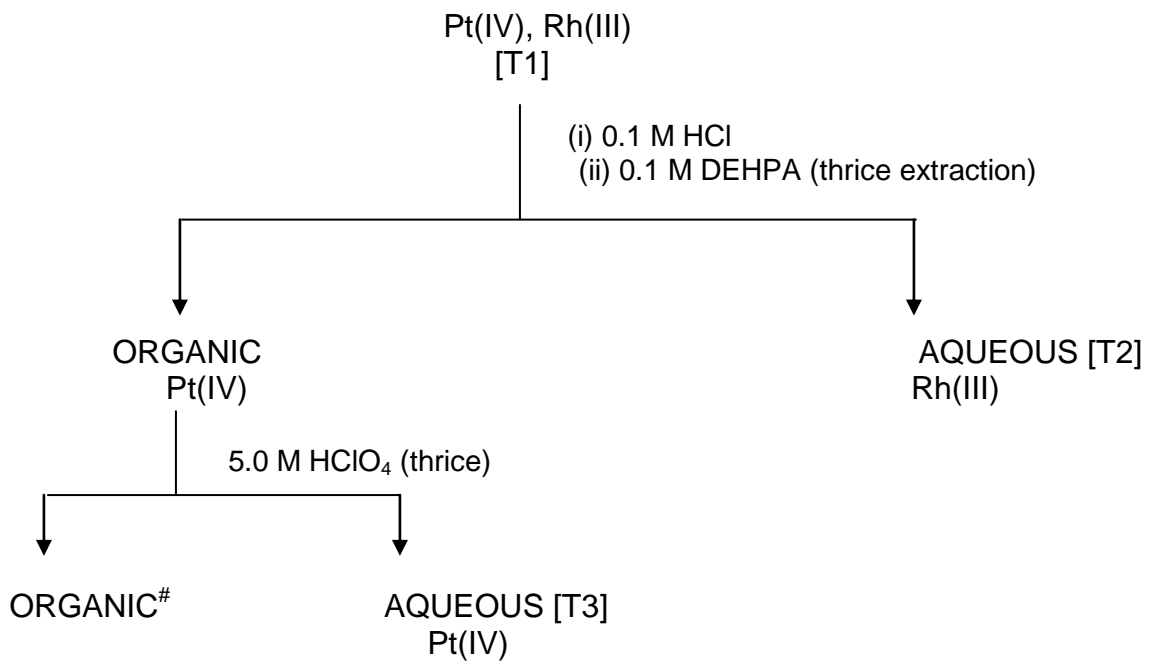 Pt(IV), Rh(III)
[T1]
(i) 0.1 M HCl
(ii) 0.1 M DEHPA (thrice extraction)
ORGANIC
Pt(IV)
AQUEOUS [T2]
Rh(III)
5.0 M HClO₄ (thrice)
ORGANIC#
AQUEOUS [T3]
Pt(IV)